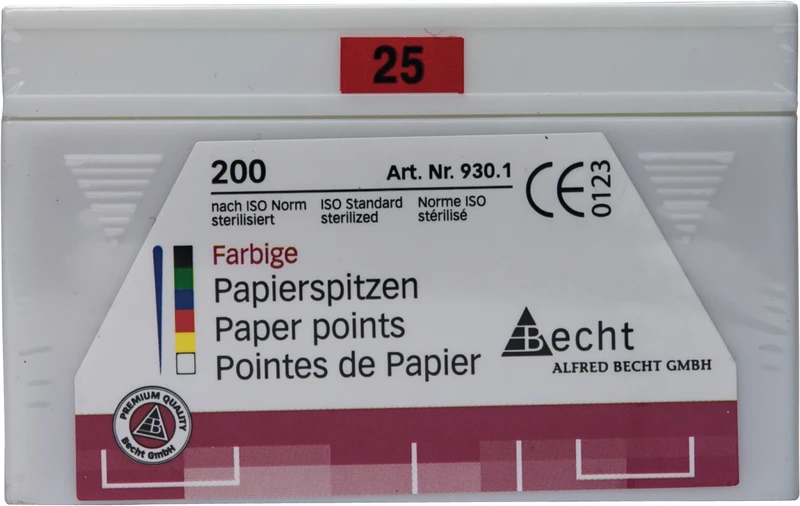 25
200 Art. Nr. 930.1
nach ISO Norm ISO Standard Norme ISO
sterilisiert sterilized stérilisé
CE 0123
Farbige
Papierspitzen
Paper points
Pointes de Papier
Becht
ALFRED BECHT GMBH
PREMIUM QUALITY
B
Becht GmbH